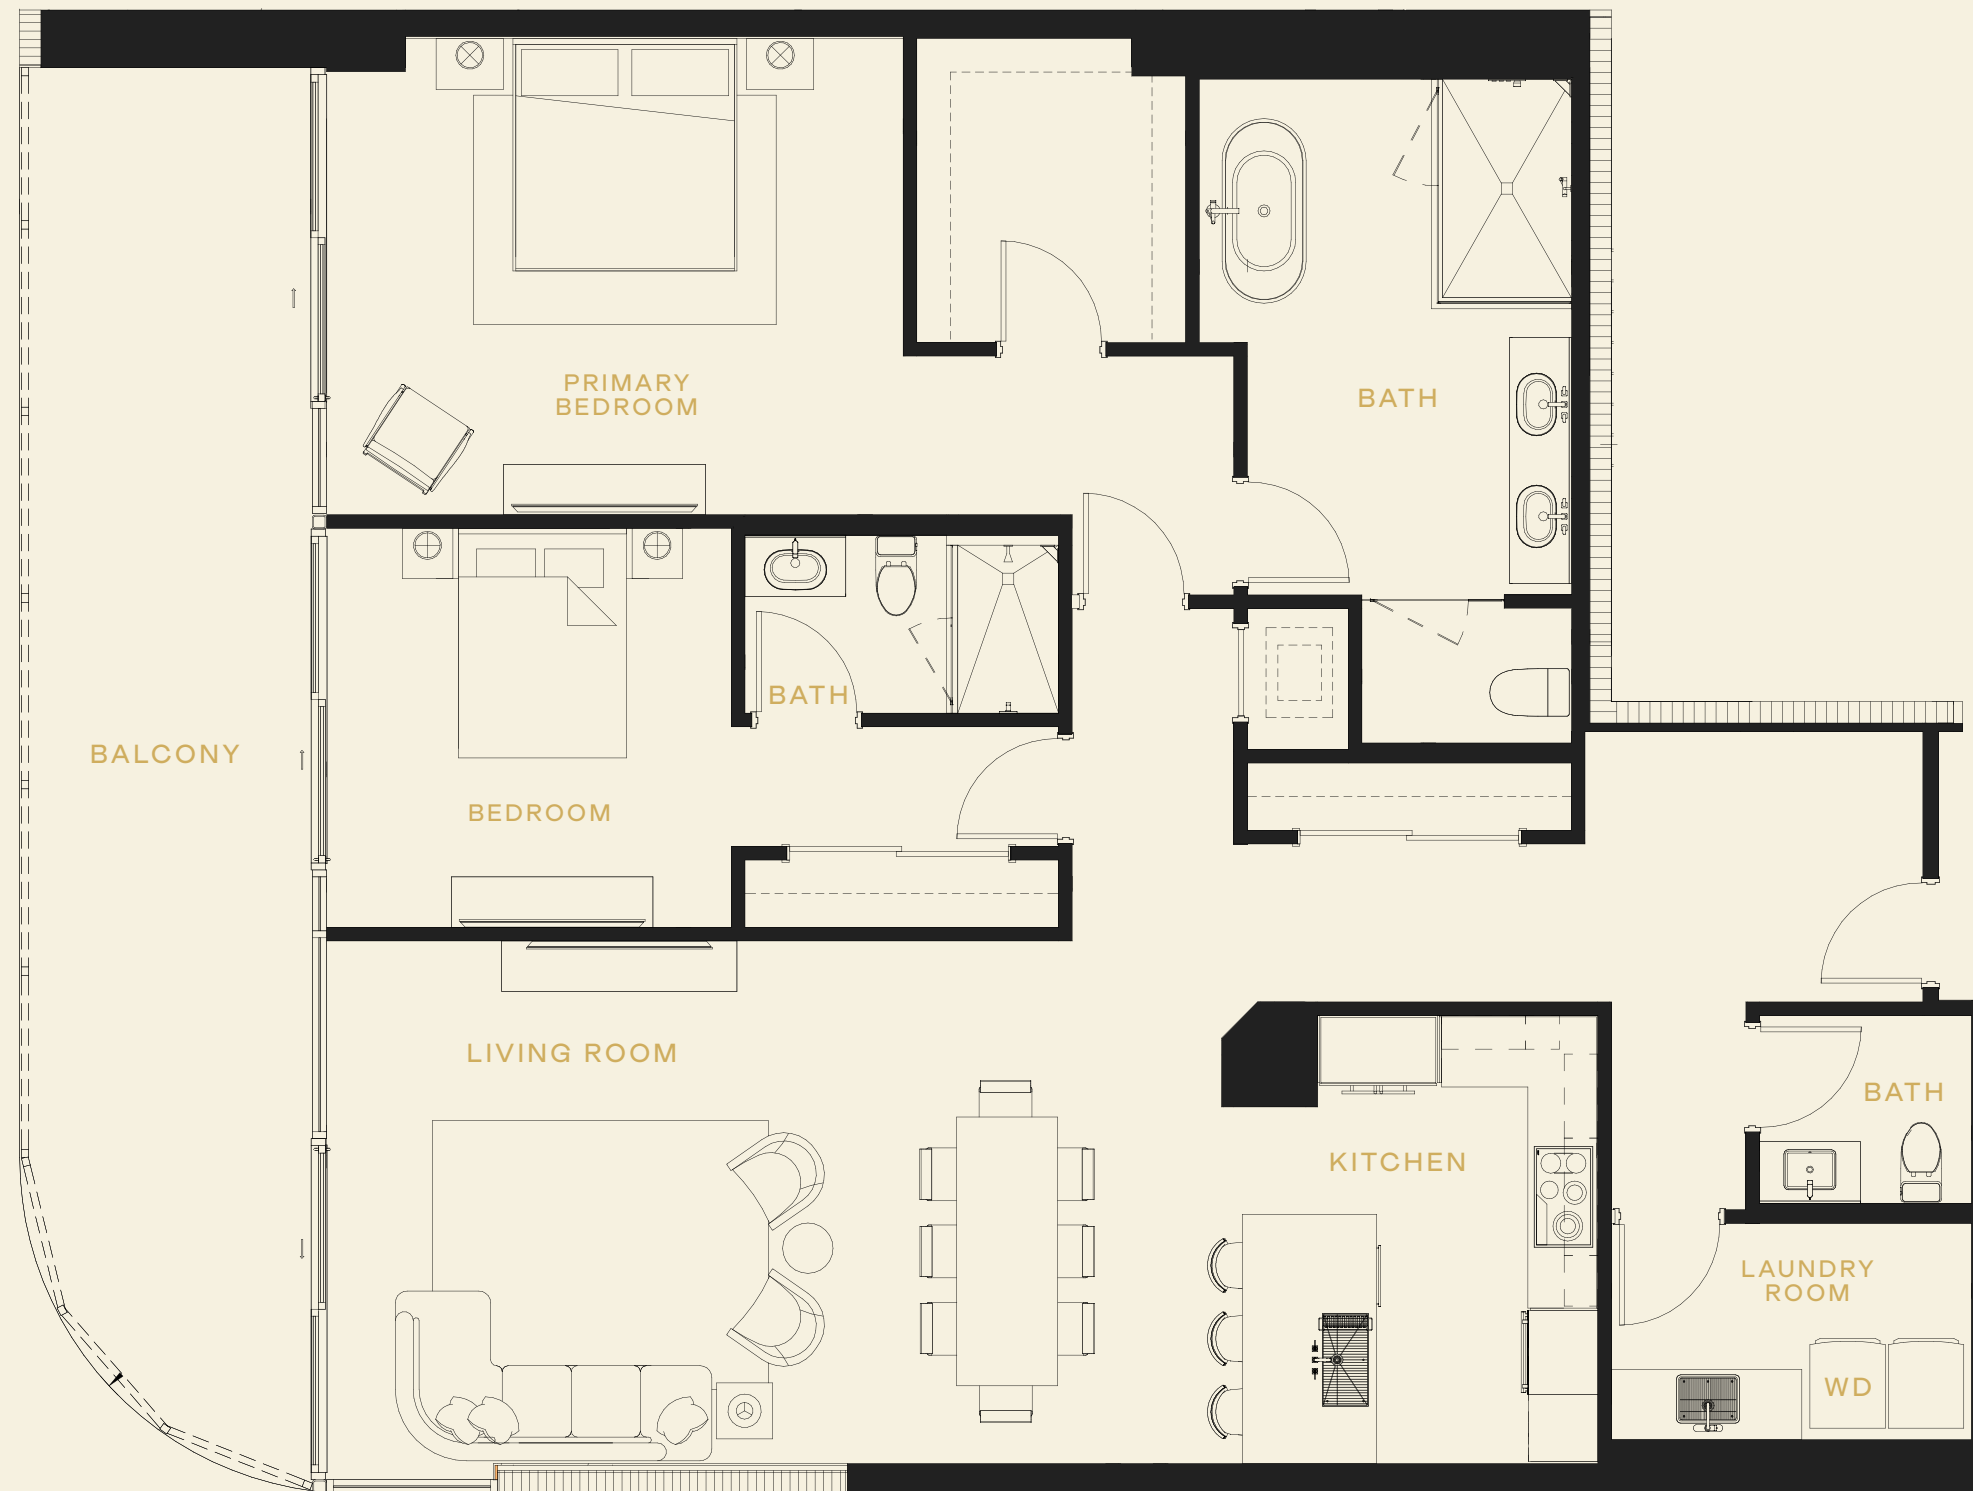 PRIMARY
BEDROOM
BATH
BATH
BALCONY
BEDROOM
LIVING ROOM
BATH
KITCHEN
LAUNDRY
ROOM
WD